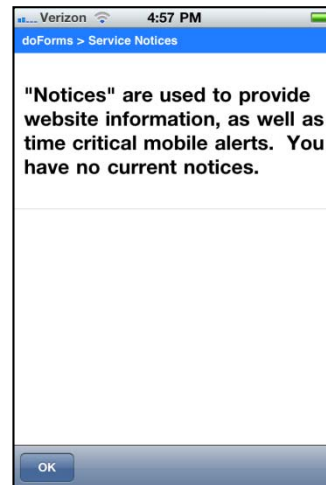 Verizon 4:57 PM
doForms > Service Notices
"Notices" are used to provide
website information, as well as
time critical mobile alerts. You
have no current notices.
OK